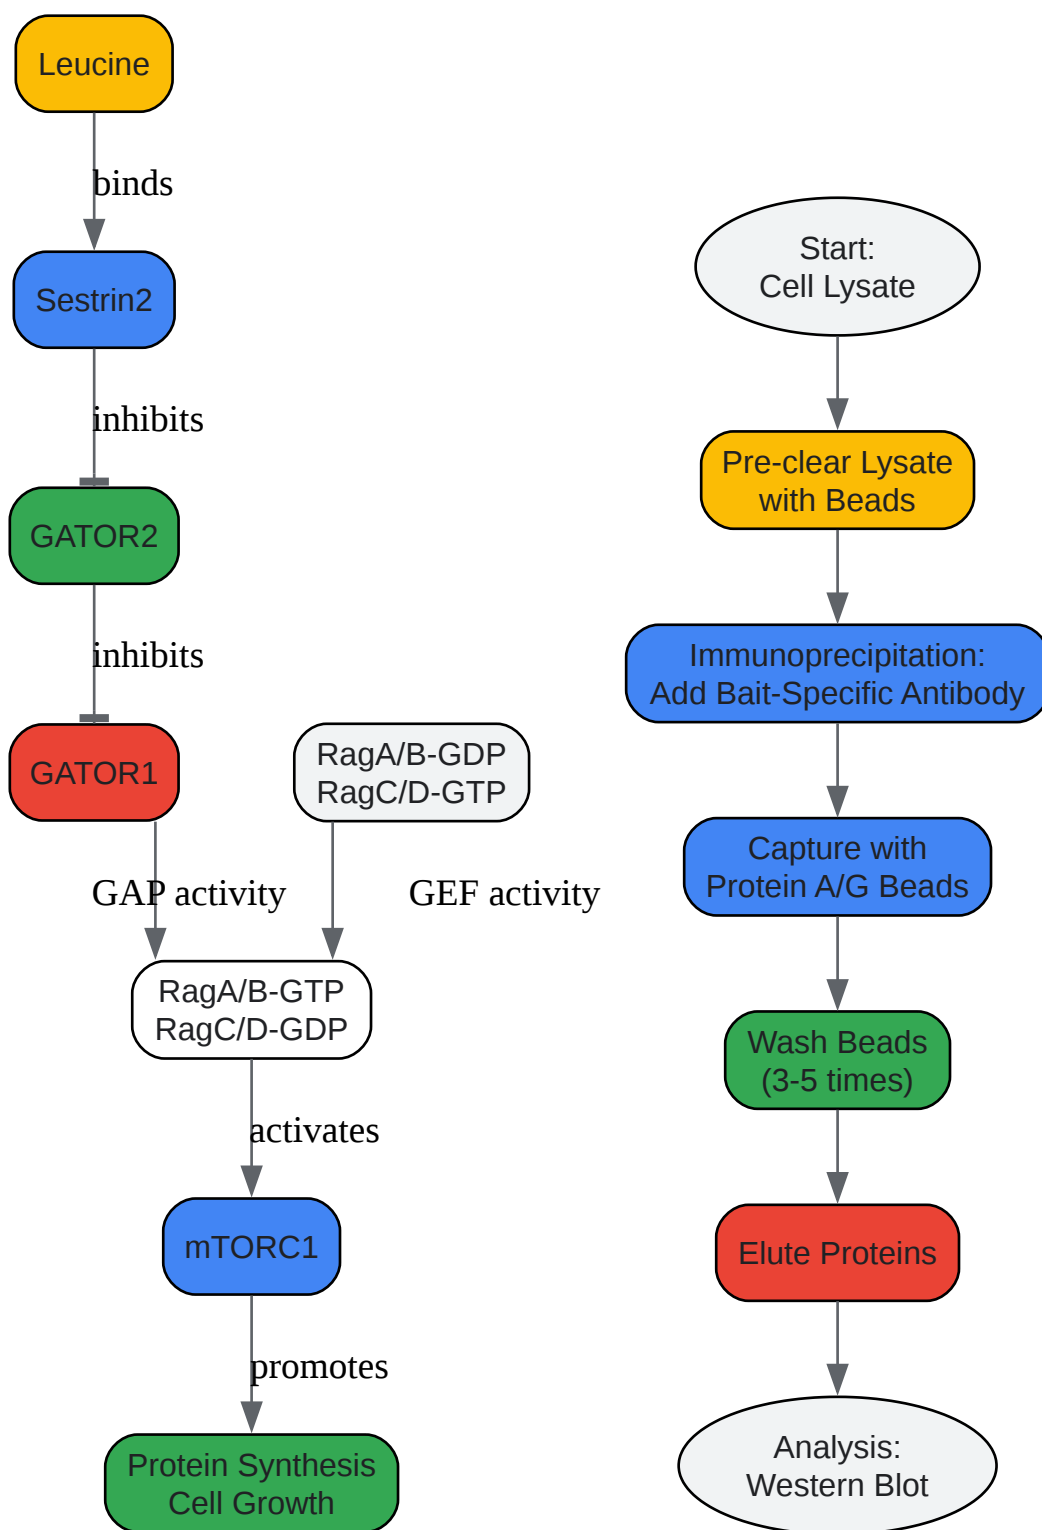 Leucine
binds
Sestrin2
inhibits
GATOR2
inhibits
GATOR1
RagA/B-GDP
RagC/D-GTP
GAP activity
GEF activity
RagA/B-GTP
RagC/D-GDP
activates
mTORC1
promotes
Protein Synthesis
Cell Growth
Start:
Cell Lysate
Pre-clear Lysate
with Beads
Immunoprecipitation:
Add Bait-Specific Antibody
Capture with
Protein A/G Beads
Wash Beads
(3-5 times)
Elute Proteins
Analysis:
Western Blot